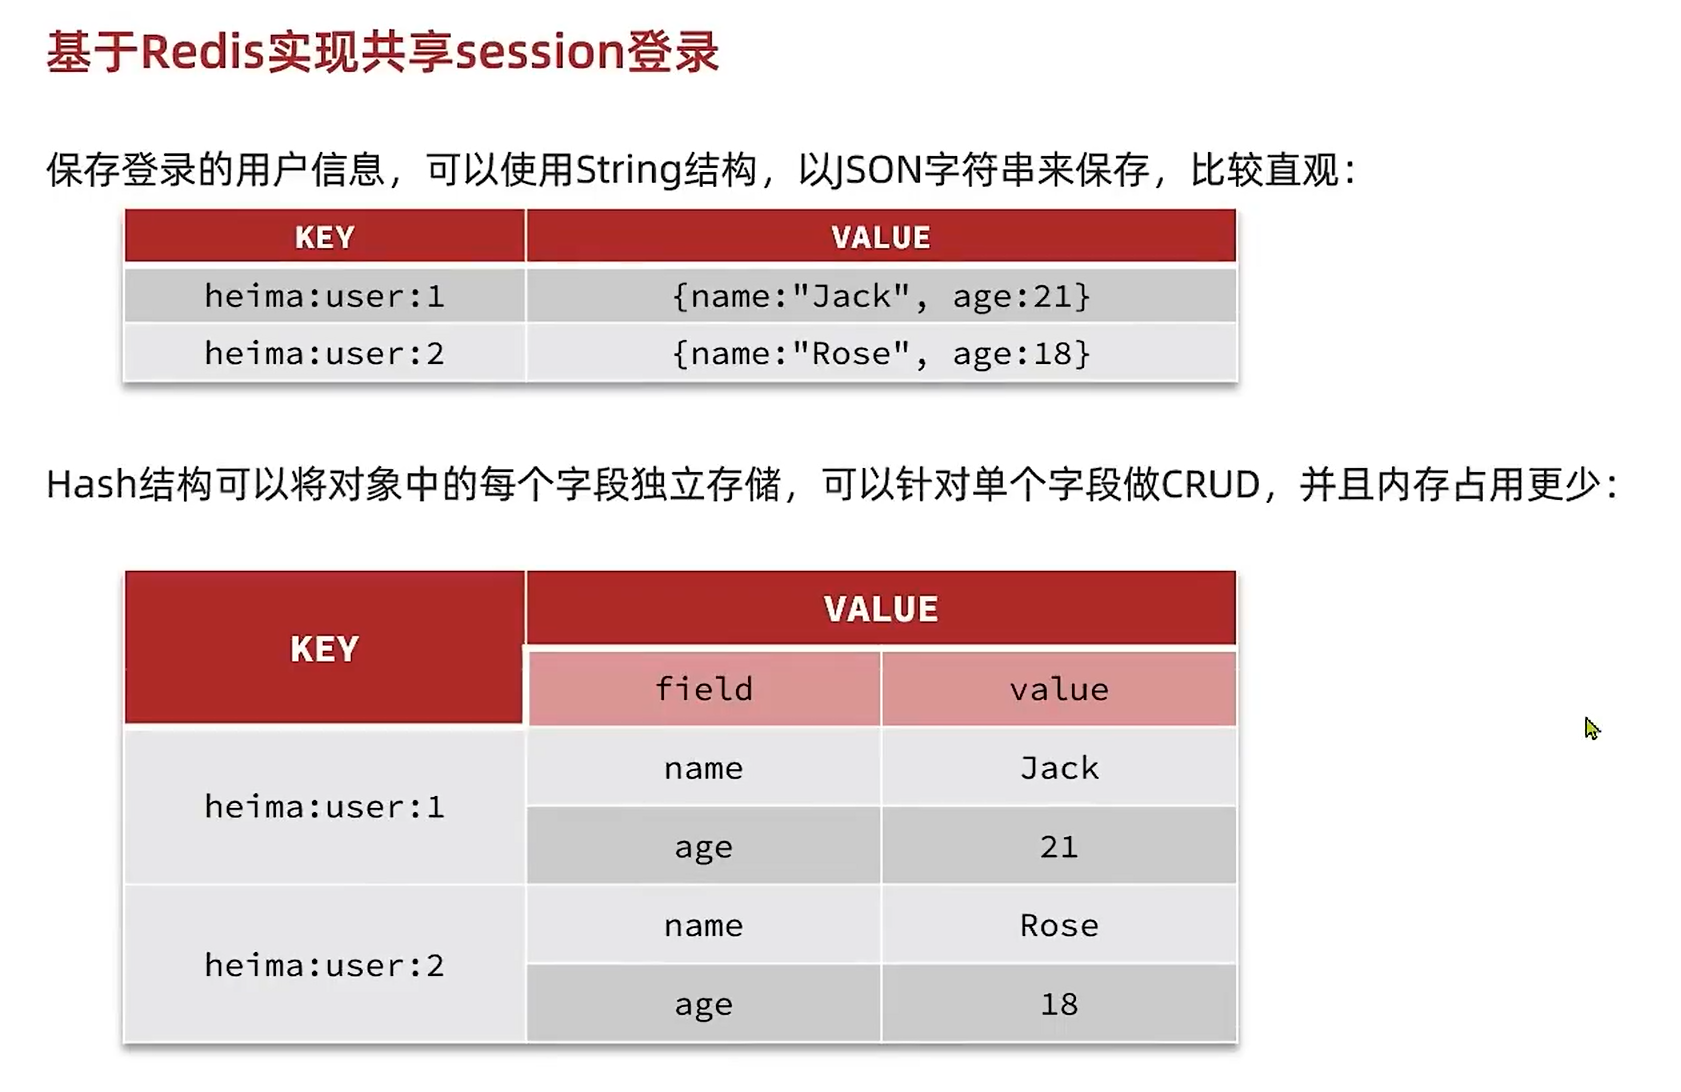 基于Redis实现共享session登录
保存登录的用户信息，可以使用String结构，以JSON字符串来保存，比较直观：
KEY VALUE
heima:user:1 {name:"Jack", age:21}
heima:user:2 {name:"Rose", age:18}
Hash结构可以将对象中的每个字段独立存储，可以针对单个字段做CRUD，并且内存占用更少：
KEY VALUE
field value
heima:user:1 name Jack
age 21
heima:user:2 name Rose
age 18